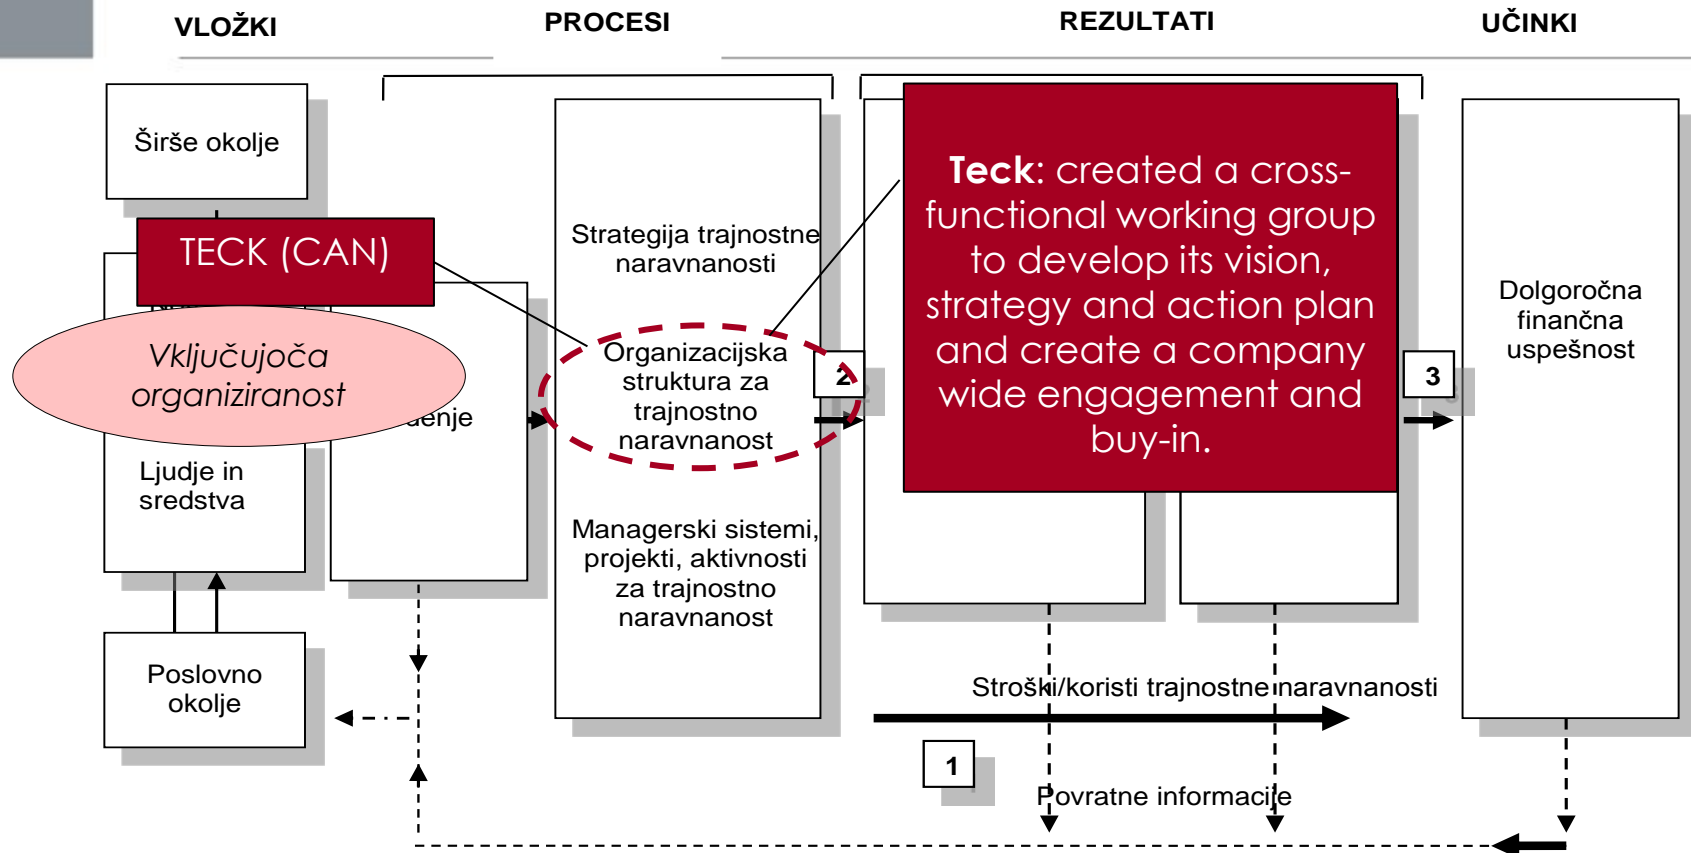 VLOŽKI
PROCESI
REZULTATI
UČINKI
Širše okolje
TECK (CAN)
Vključujoča
organiziranost
Ljudje in
sredstva
Poslovno
okolje
Strategija trajnostne
naravnanosti
Organizacijska
struktura za
trajnostno
naravnanost
Managerski sistemi,
projekti, aktivnosti
za trajnostno
naravnanost
2
Teck: created a cross-
functional working group
to develop its vision,
strategy and action plan
and create a company
wide engagement and
buy-in.
3
Dolgoročna
finančna
uspešnost
Stroški/koristi trajnostne naravnanosti
1
Povratne informacije